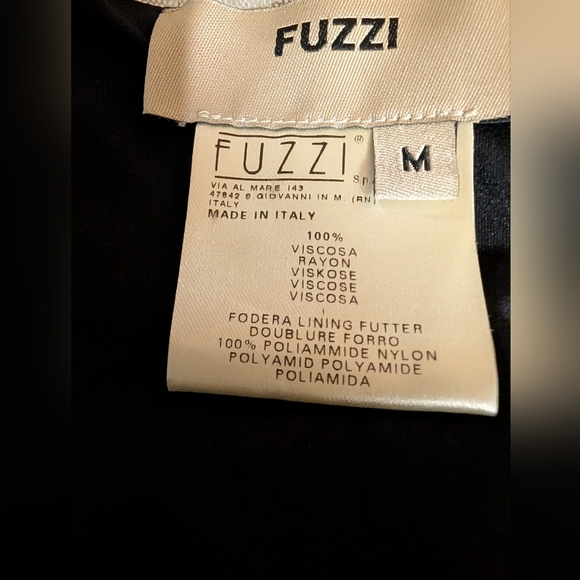 FUZZI
FUZZI® S.p.
M
VIA AL MARE 143
47842 S.GIOVANNI IN M. (RN)
ITALY
MADE IN ITALY
100%
VISCOSA
RAYON
VISKOSE
VISCOSE
VISCOSA
FODERA LINING FUTTER
DOUBLURE FORRO
100% POLIAMMIDE NYLON
POLYAMID POLYAMIDE
POLIAMIDA